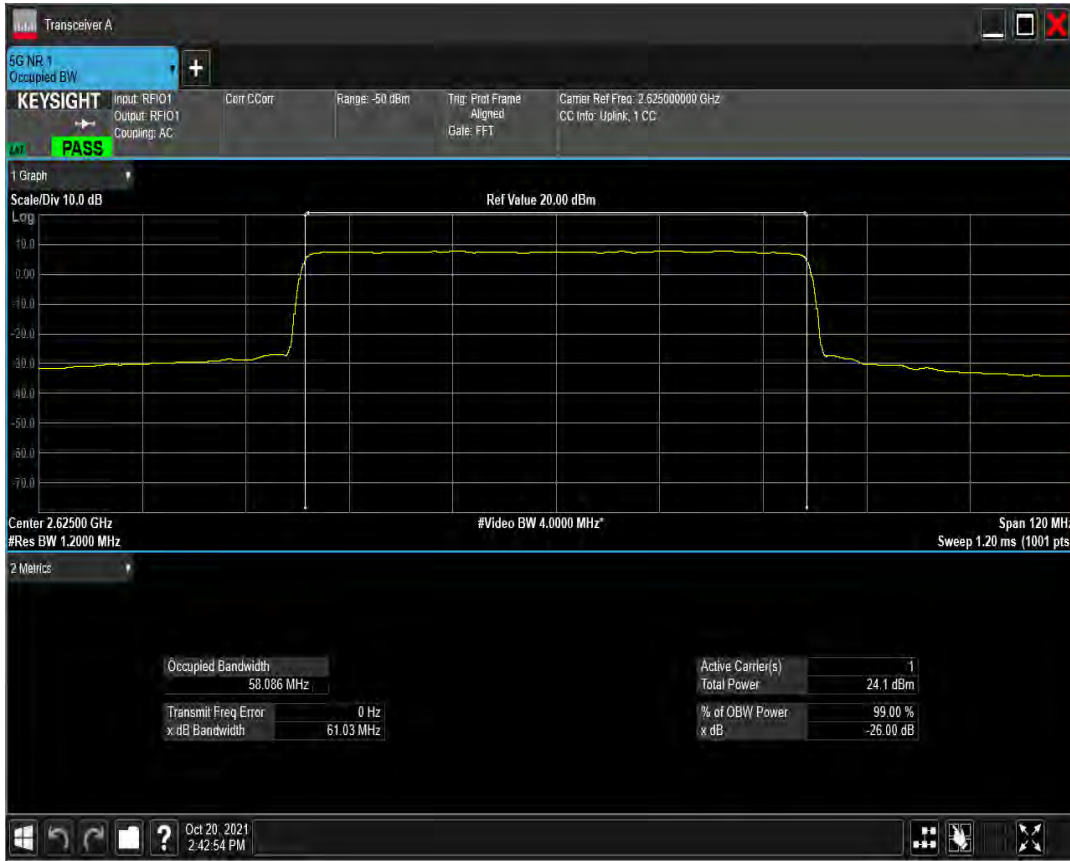 Transceiver A
5G NR 1
Occupied BW
+
KEYSIGHT
PASS
Input: RFIO1
Output: RFIO1
Coupling: AC
Corr CCorr
Range: -50 dBm
Trig: Prot Frame
Aligned
Gate: FFT
Carrier Ref Freq: 2.625000000 GHz
CC Info: Uplink, 1 CC
1 Graph
Scale/Div 10.0 dB
Ref Value 20.00 dBm
Log
10.0
0.00
-10.0
-20.0
-30.0
-40.0
-50.0
-60.0
-70.0
Center 2.62500 GHz
#Video BW 4.0000 MHz*
Span 120 MHz
#Res BW 1.2000 MHz
Sweep 1.20 ms (1001 pts
2 Metrics
Occupied Bandwidth
58.086 MHz
Transmit Freq Error 0 Hz
x dB Bandwidth 61.03 MHz
Active Carrier(s) 1
Total Power 24.1 dBm
% of OBW Power 99.00 %
x dB -26.00 dB
?
Oct 20, 2021
2:42:54 PM